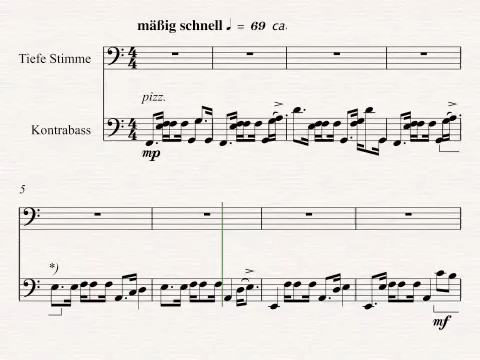 mäßig schnell ♩ = 69 ca.
Tiefe Stimme
pizz.
Kontrabass
mp
5
*)
mf